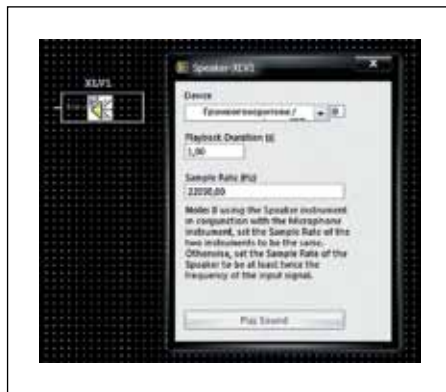 XLV1
Speaker-XLV1
Device
Громкоговорители /
Playback Duration (s)
1,00
Sample Rate (Hz)
22050,00
Note: If using the Speaker instrument
in conjunction with the Microphone
instrument, set the Sample Rate of the
two instruments to be the same.
Otherwise, set the Sample Rate of the
Speaker to be at least twice the
frequency of the input signal.
Play Sound